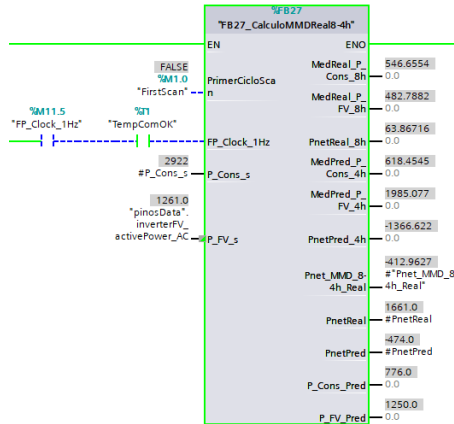 %FB27
"FB27_CalculoMMDReal8-4h"
EN
ENO
FALSE
%M1.0
"FirstScan"
PrimerCicloSca
n
%M11.5
"FP_Clock_1Hz"
%T1
"TempComOK"
FP_Clock_1Hz
2922
#P_Cons_s
P_Cons_s
1261.0
"pinosData".
inverterFV_
activePower_AC
P_FV_s
MedReal_P_
Cons_8h
546.6554
0.0
MedReal_P_
FV_8h
482.7882
0.0
PnetReal_8h
63.86716
0.0
MedPred_P_
Cons_4h
618.4545
0.0
MedPred_P_
FV_4h
1985.077
0.0
PnetPred_4h
-1366.622
0.0
Pnet_MMD_8-
4h_Real
-412.9627
#"Pnet_MMD_8
4h_Real"
PnetReal
1661.0
#PnetReal
PnetPred
-474.0
#PnetPred
P_Cons_Pred
776.0
0.0
P_FV_Pred
1250.0
0.0